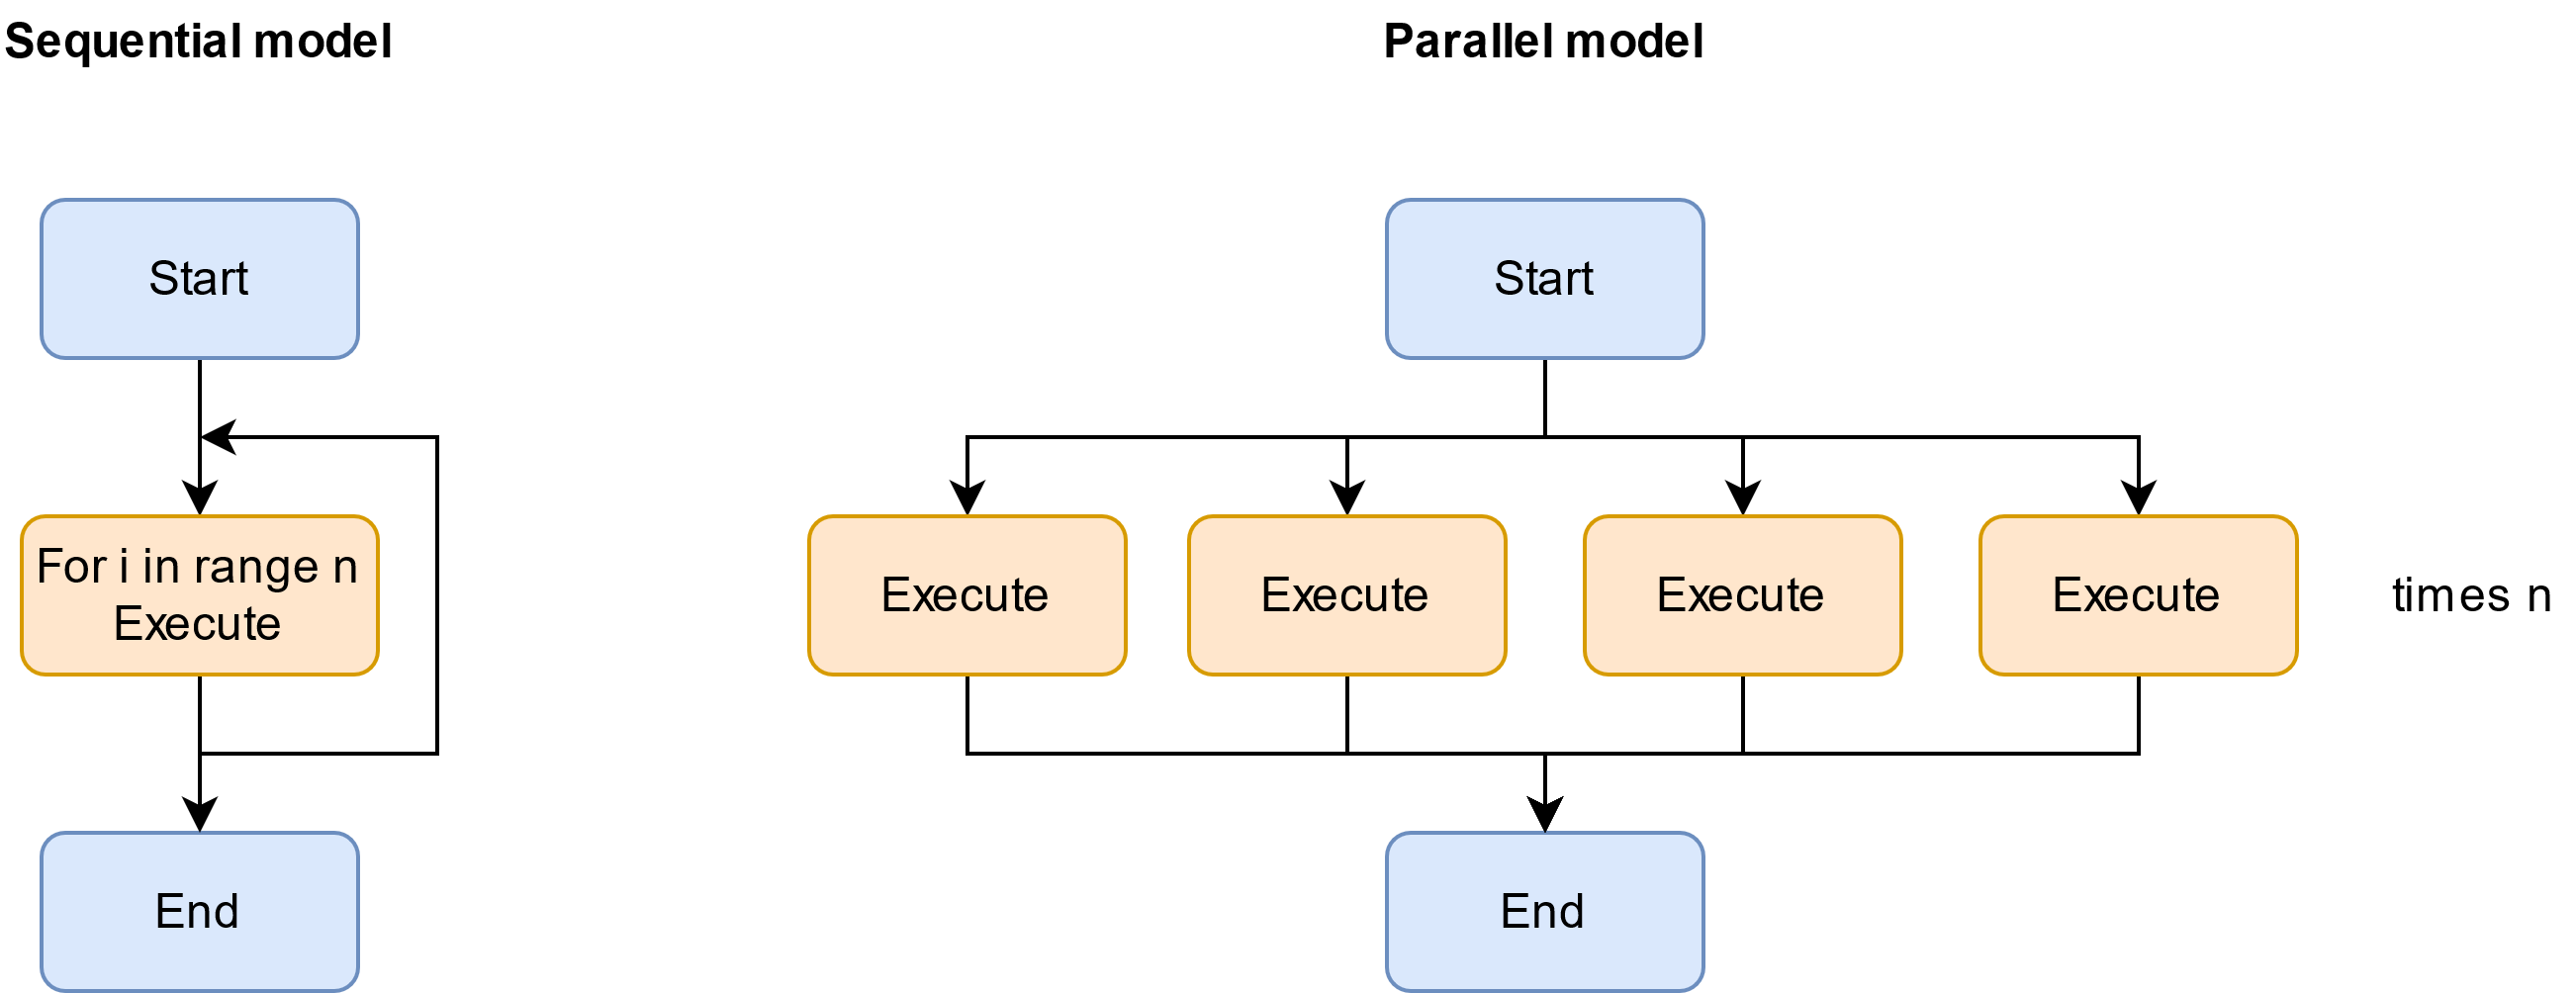 Sequential model
Parallel model
Start
Start
For i in range n
Execute
Execute
Execute
Execute
Execute
times n
End
End